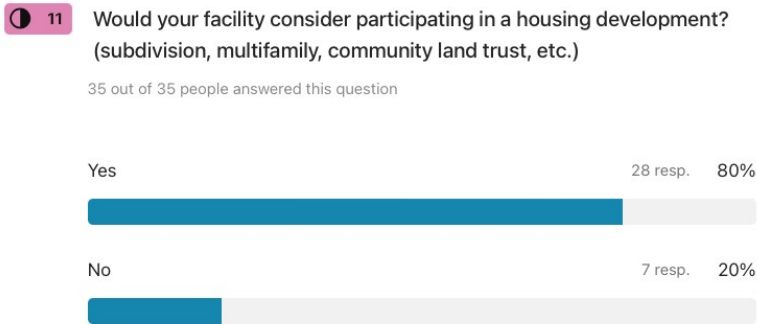 11 Would your facility consider participating in a housing development?
(subdivision, multifamily, community land trust, etc.)
35 out of 35 people answered this question
Yes 28 resp. 80%
No 7 resp. 20%